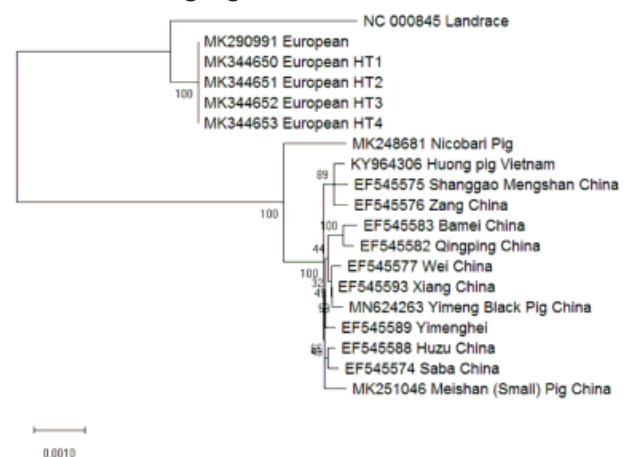 NC 000845 Landrace
MK290991 European
MK344650 European HT1
MK344651 European HT2
MK344652 European HT3
MK344653 European HT4
100
MK248681 Nicobari Pig
KY964306 Huong pig Vietnam
89
EF545575 Shanggao Mengshan China
EF545576 Zang China
100
100
EF545583 Bamei China
44
EF545582 Qingping China
100
EF545577 Wei China
32
EF545593 Xiang China
MN624263 Yimeng Black Pig China
EF545589 Yimenghei
EF545588 Huzu China
EF545574 Saba China
MK251046 Meishan (Small) Pig China
0.0010